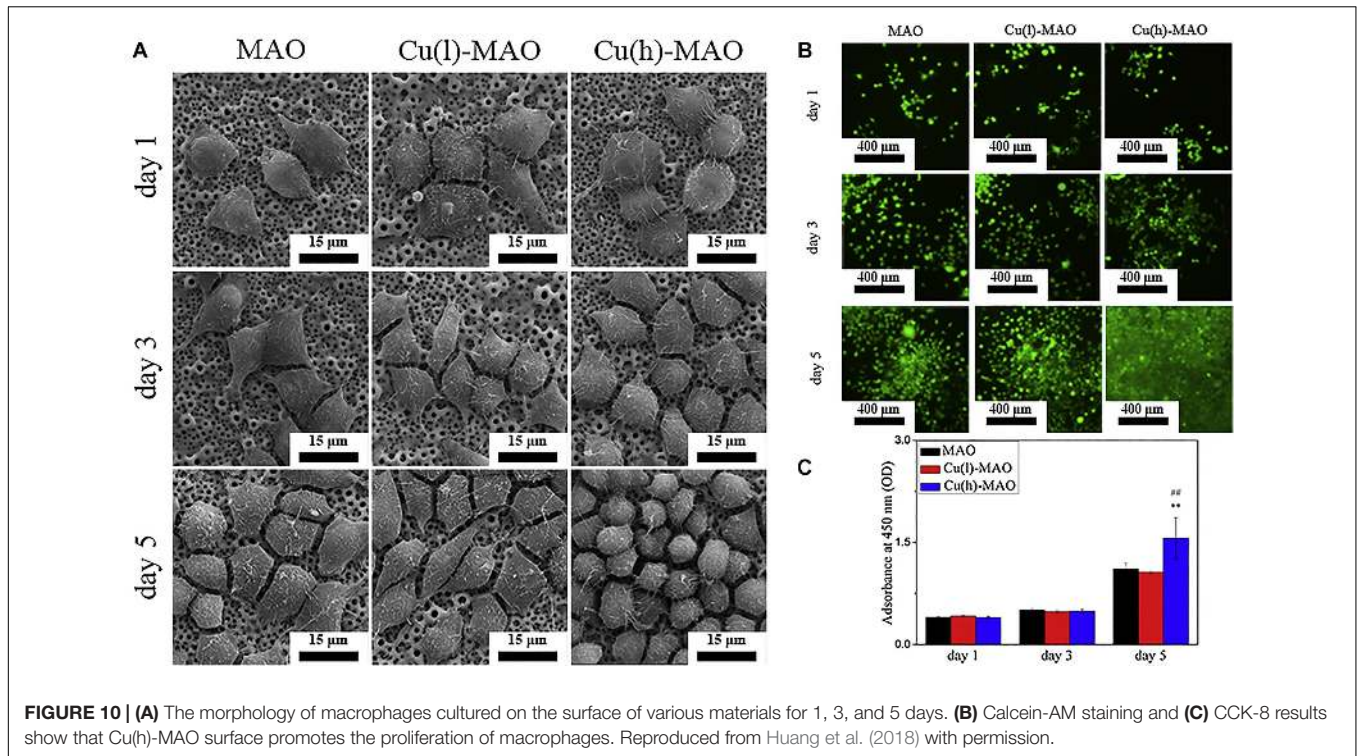 A
MAO Cu(l)-MAO Cu(h)-MAO
day 1
15 μm 15 μm 15 μm
day 3
15 μm 15 μm 15 μm
day 5
15 μm 15 μm 15 μm
B
MAO Cu(l)-MAO Cu(h)-MAO
day 1
400 μm 400 μm 400 μm
day 3
400 μm 400 μm 400 μm
day 5
400 μm 400 μm 400 μm
C
Adsorbance at 450 nm (OD)
3.0
1.5
0.0
MAO
Cu(l)-MAO
Cu(h)-MAO
##
**
day 1 day 3 day 5
FIGURE 10 | (A) The morphology of macrophages cultured on the surface of various materials for 1, 3, and 5 days. (B) Calcein-AM staining and (C) CCK-8 results
show that Cu(h)-MAO surface promotes the proliferation of macrophages. Reproduced from Huang et al. (2018) with permission.